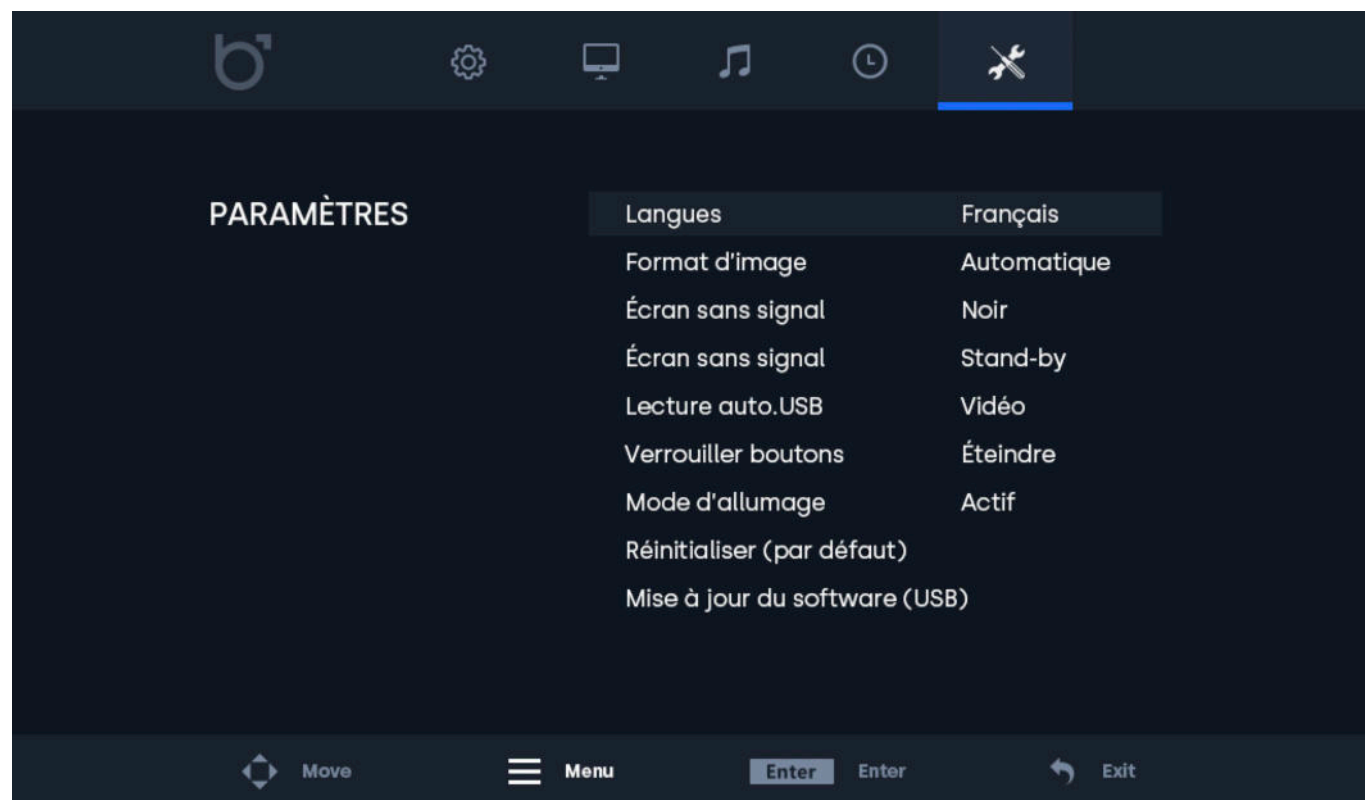 b
PARAMÈTRES
Langues Français
Format d'image Automatique
Écran sans signal Noir
Écran sans signal Stand-by
Lecture auto.USB Vidéo
Verrouiller boutons Éteindre
Mode d'allumage Actif
Réinitialiser (par défaut)
Mise à jour du software (USB)
Move Menu Enter Enter Exit